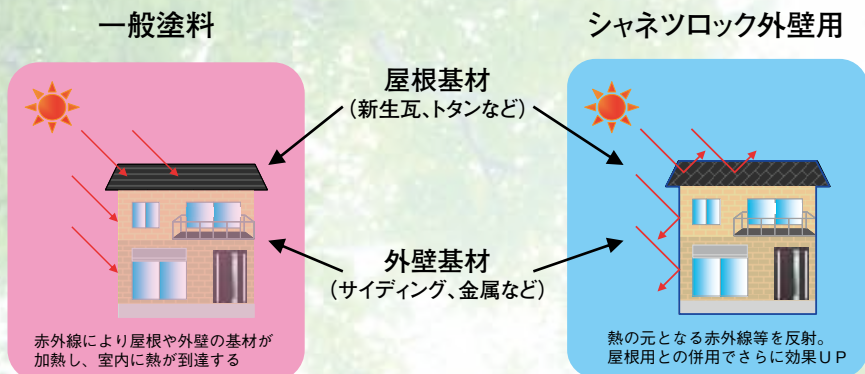 一般塗料
シャネツロック外壁用
屋根基材
（新生瓦、トタンなど）
外壁基材
（サイディング、金属など）
赤外線により屋根や外壁の基材が
加熱し、室内に熱が到達する
熱の元となる赤外線等を反射。
屋根用との併用でさらに効果ＵＰ